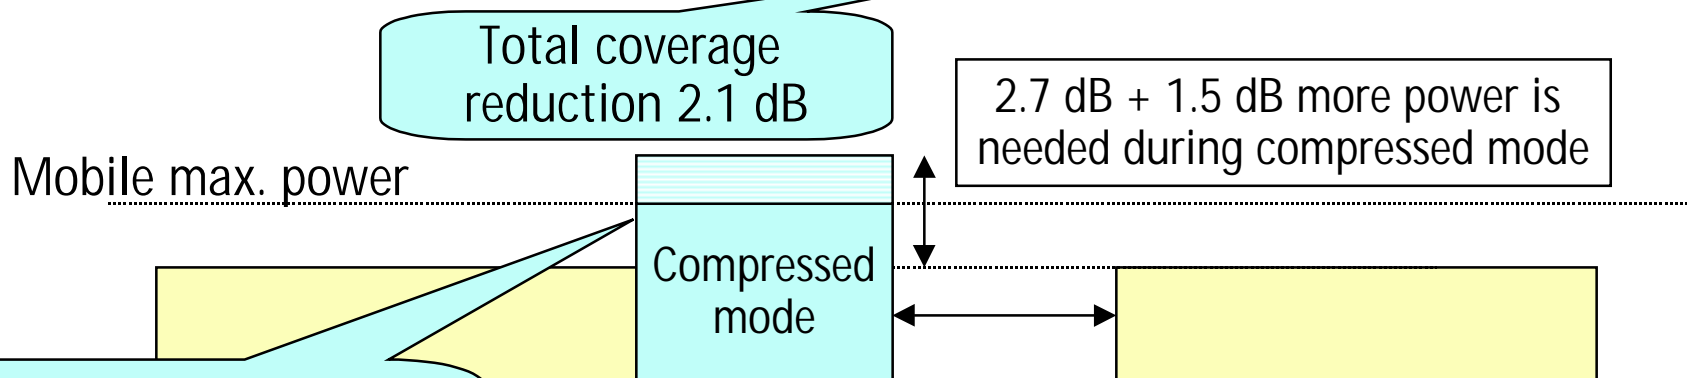 Total coverage
reduction 2.1 dB
2.7 dB + 1.5 dB more power is
needed during compressed mode
Mobile max. power
Compressed
mode